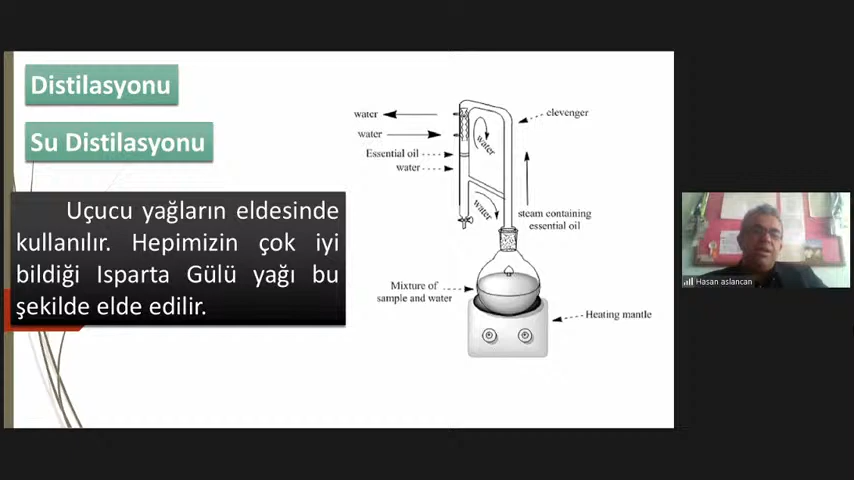 Distilasyonu
Su Distilasyonu
Uçucu yağların eldesinde
kullanılır. Hepimizin çok iyi
bildiği Isparta Gülü yağı bu
şekilde elde edilir.
water
water
Essential oil
water
water
water
clevenger
steam containing
essential oil
Mixture of
sample and water
Heating mantle
Hasan aslancan